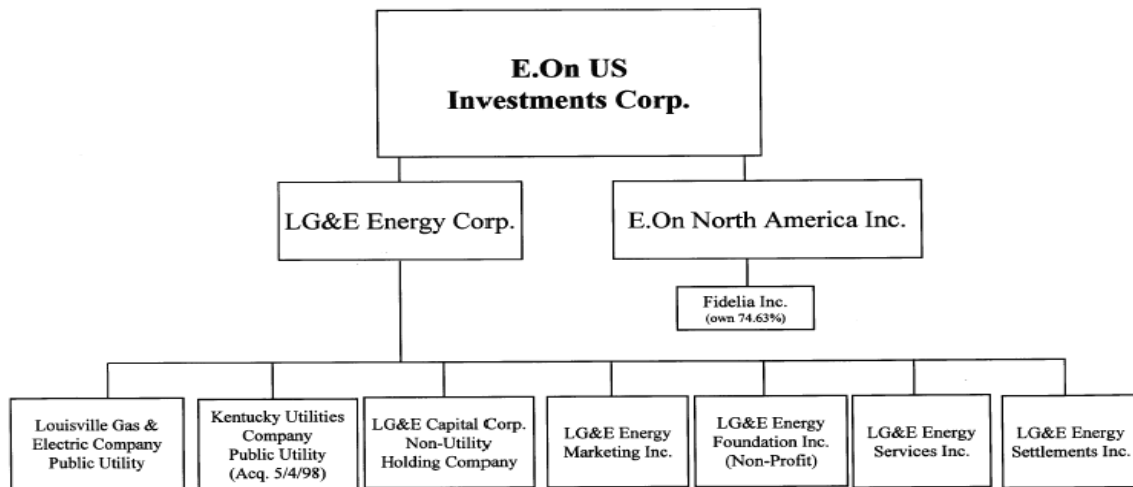 E.On US
Investments Corp.
LG&E Energy Corp.
E.On North America Inc.
Fidelia Inc.
(own 74.63%)
Louisville Gas &
Electric Company
Public Utility
Kentucky Utilities
Company
Public Utility
(Acq. 5/4/98)
LG&E Capital Corp.
Non-Utility
Holding Company
LG&E Energy
Marketing Inc.
LG&E Energy
Foundation Inc.
(Non-Profit)
LG&E Energy
Services Inc.
LG&E Energy
Settlements Inc.